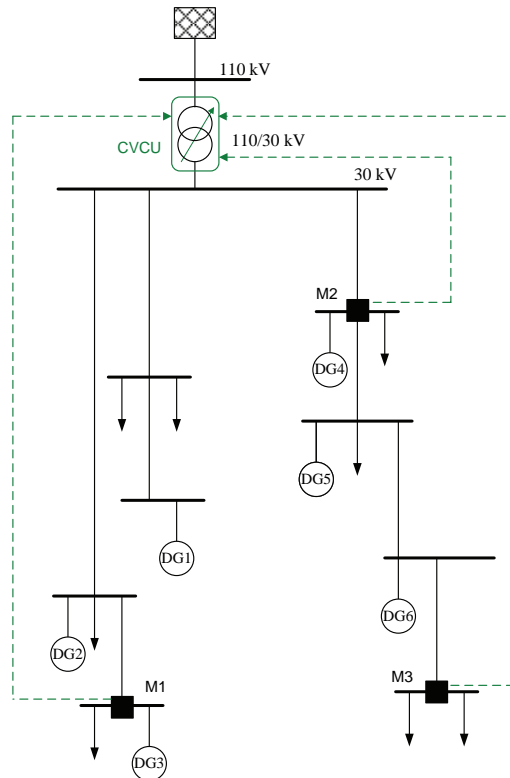 110 kV
CVCU
110/30 kV
30 kV
M2
DG4
DG5
DG1
DG6
DG2
M1
M3
DG3